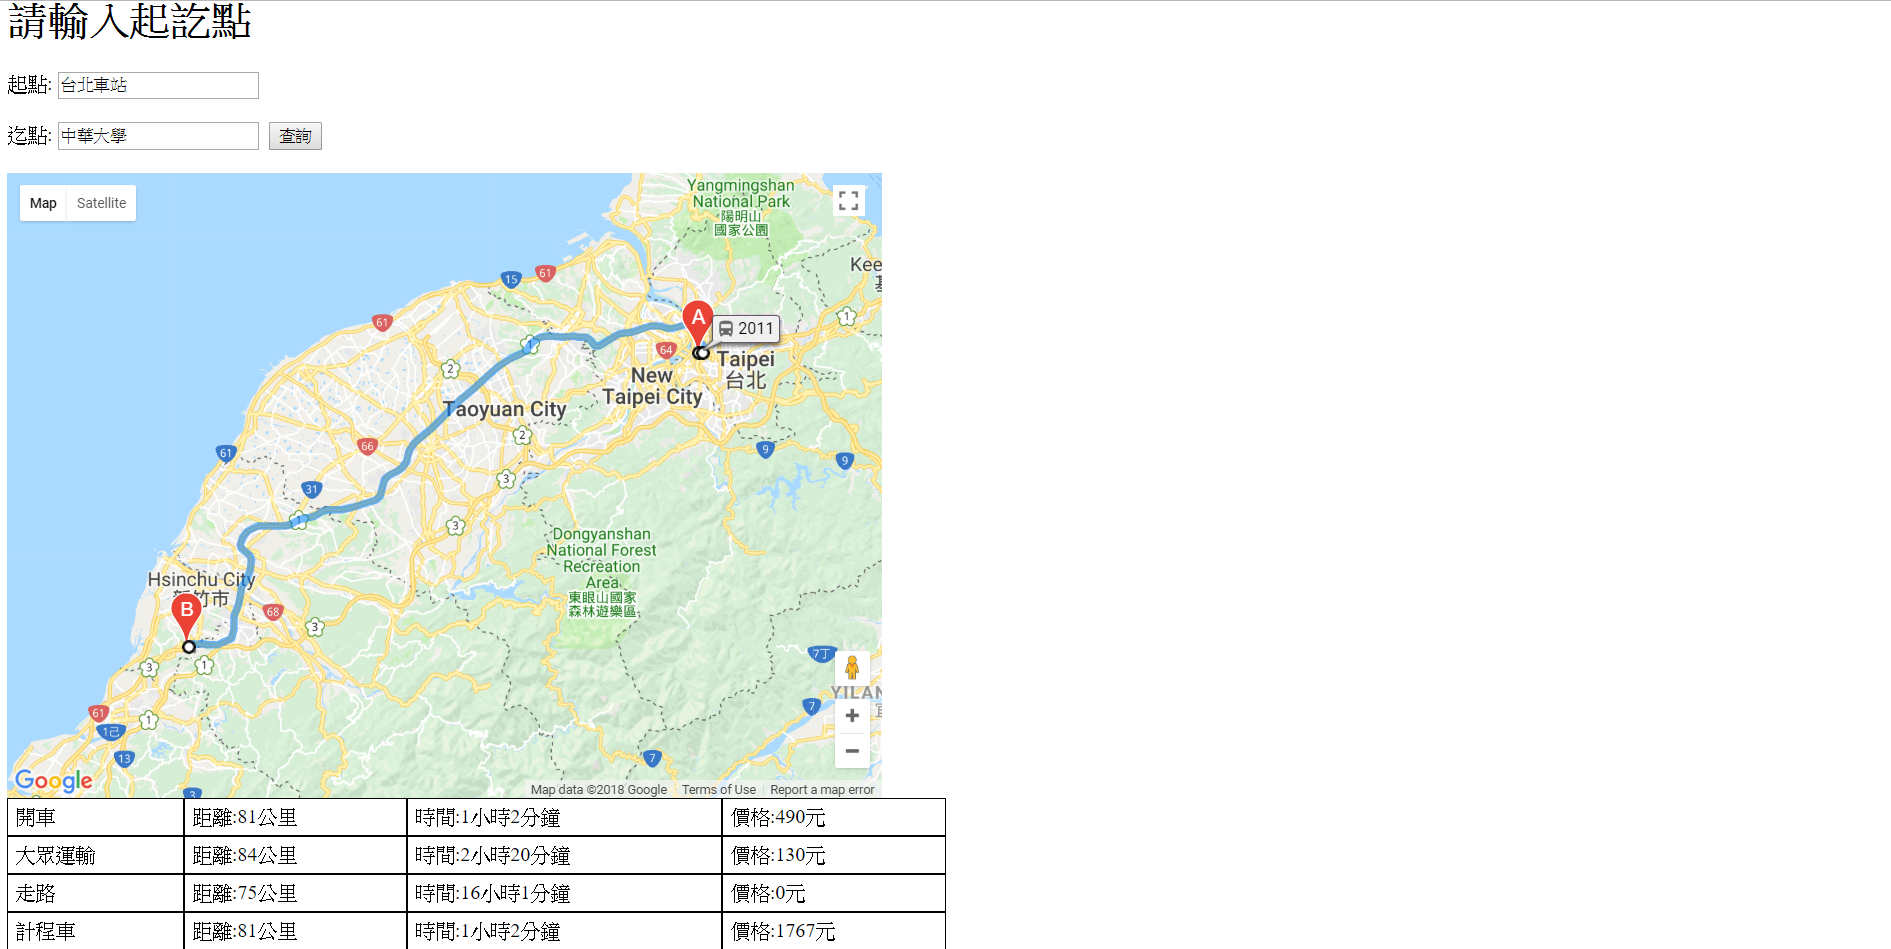 請輸入起訖點
起點: 台北車站
迄點: 中華大學 查詢
Map Satellite
Yangmingshan
National Park
陽明山
國家公園
Kee
15
61
61
1
A
2011
1
64
Taipei
台北
2
New
Taipei City
Taoyuan City
2
66
61
9
9
3
31
1
3
Dongyanshan
National Forest
Recreation
Area
東眼山國家
森林遊樂區
Hsinchu City
竹市
B
68
3
3
1
7丁
YILAN
7
61
1
1己
13
7
3
Google
Map data ©2018 Google Terms of Use Report a map error
開車 距離:81公里 時間:1小時2分鐘 價格:490元
大眾運輸 距離:84公里 時間:2小時20分鐘 價格:130元
走路 距離:75公里 時間:16小時1分鐘 價格:0元
計程車 距離:81公里 時間:1小時2分鐘 價格:1767元